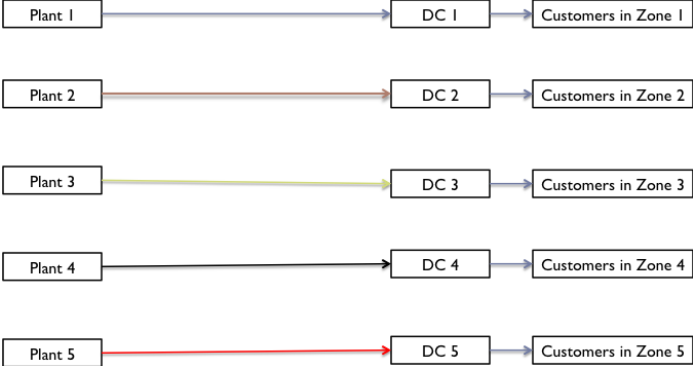 Plant 1 DC 1 Customers in Zone 1
Plant 2 DC 2 Customers in Zone 2
Plant 3 DC 3 Customers in Zone 3
Plant 4 DC 4 Customers in Zone 4
Plant 5 DC 5 Customers in Zone 5